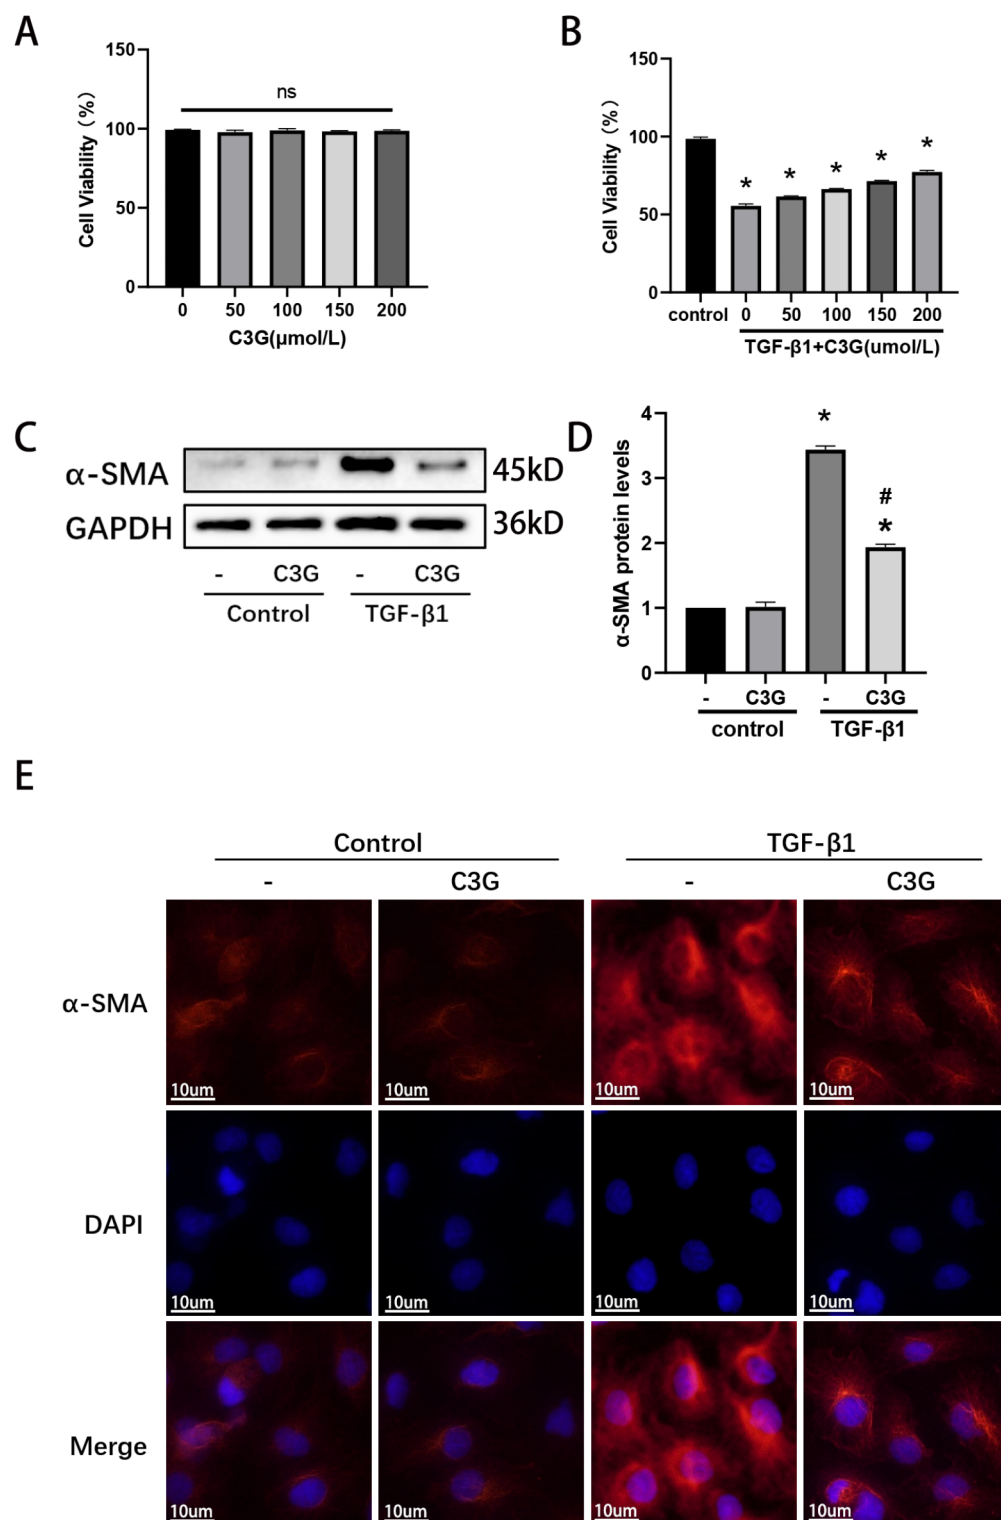 A
Cell Viability (%)
150
100
50
0
ns
0 50 100 150 200
C3G(μmol/L)
B
Cell Viability (%)
150
100
50
0
* * * * *
control 0 50 100 150 200
TGF-β1+C3G(umol/L)
C
α-SMA 45kD
GAPDH 36kD
- C3G - C3G
Control TGF-β1
D
α-SMA protein levels
4
3
2
1
0
*
#
*
- C3G - C3G
control TGF-β1
E
Control TGF-β1
- C3G - C3G
α-SMA
10um 10um 10um 10um
DAPI
10um 10um 10um 10um
Merge
10um 10um 10um 10um